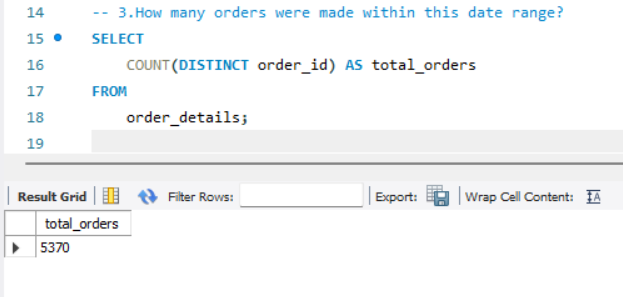 14 -- 3.How many orders were made within this date range?
15 SELECT
16 COUNT(DISTINCT order_id) AS total_orders
17 FROM
18 order_details;
19
Result Grid Filter Rows: Export: Wrap Cell Content: IA
total_orders
5370